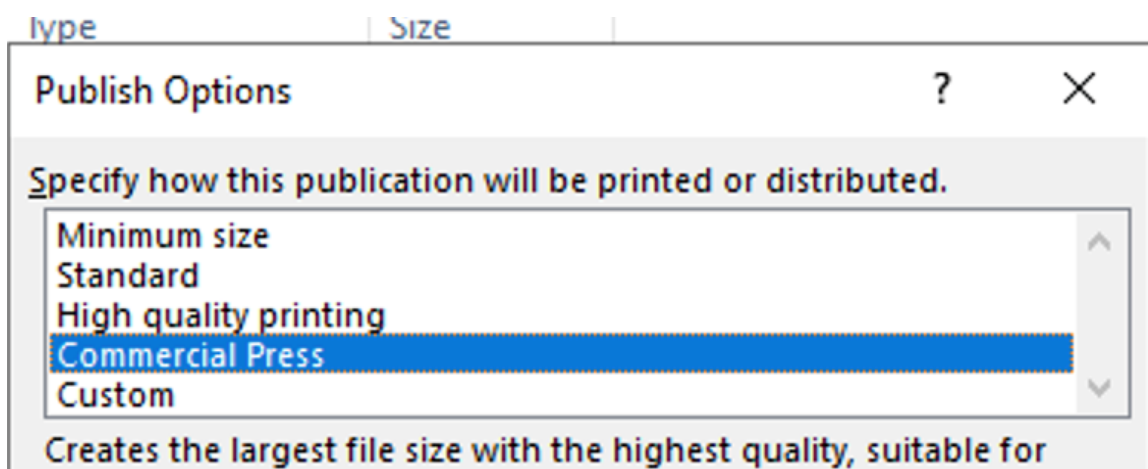 Type Size
Publish Options ?
Specify how this publication will be printed or distributed.
Minimum size
Standard
High quality printing
Commercial Press
Custom
Creates the largest file size with the highest quality, suitable for